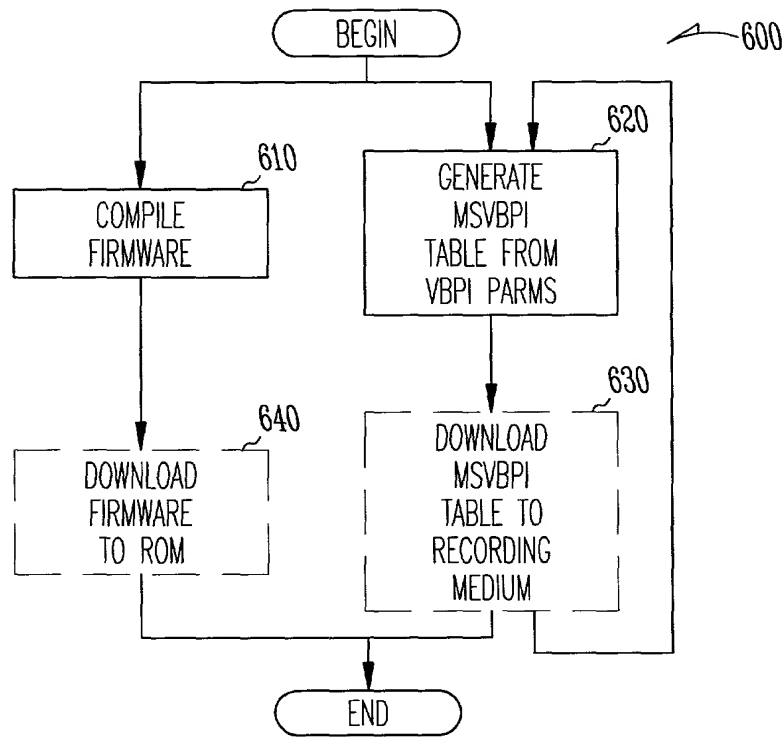 BEGIN
600
610
COMPILE
FIRMWARE
620
GENERATE
MSVBPI
TABLE FROM
VBPI PARMS
640
DOWNLOAD
FIRMWARE
TO ROM
630
DOWNLOAD
MSVBPI
TABLE TO
RECORDING
MEDIUM
END